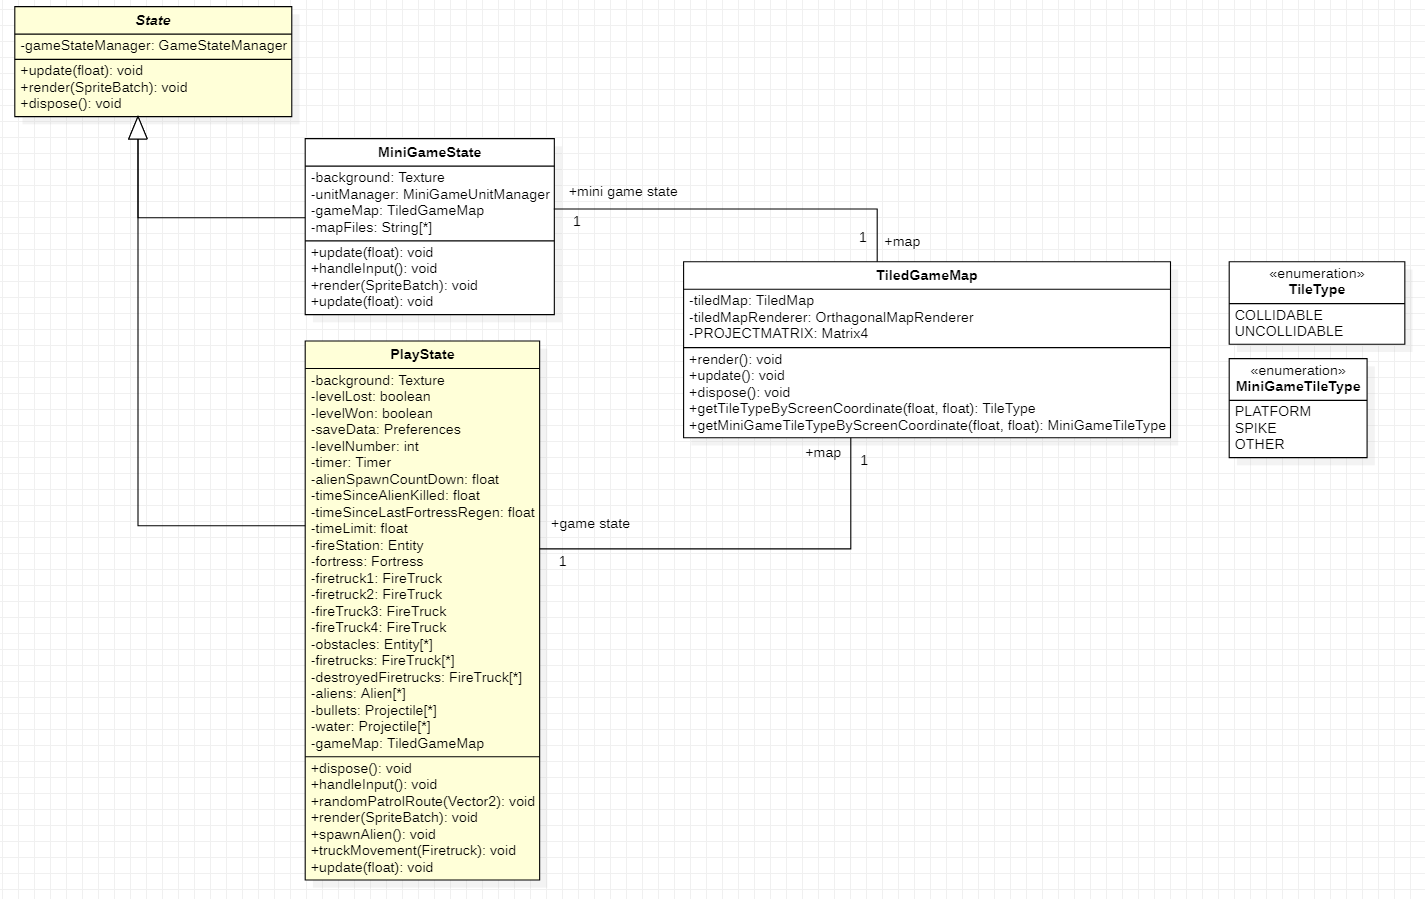 State
-gameStateManager: GameStateManager
+update(float): void
+render(SpriteBatch): void
+dispose(): void
MiniGameState
-background: Texture
-unitManager: MiniGameUnitManager
-gameMap: TiledGameMap
-mapFiles: String[*]
+update(float): void
+handleInput(): void
+render(SpriteBatch): void
+update(float): void
+mini game state
1
1
+map
TiledGameMap
-tiledMap: TiledMap
-tiledMapRenderer: OrthagonalMapRenderer
-PROJECTMATRIX: Matrix4
+render(): void
+update(): void
+dispose(): void
+getTileTypeByScreenCoordinate(float, float): TileType
+getMiniGameTileTypeByScreenCoordinate(float, float): MiniGameTileType
«enumeration»
TileType
COLLIDABLE
UNCOLLIDABLE
«enumeration»
MiniGameTileType
PLATFORM
SPIKE
OTHER
+map
1
+game state
1
PlayState
-background: Texture
-levelLost: boolean
-levelWon: boolean
-saveData: Preferences
-levelNumber: int
-timer: Timer
-alienSpawnCountDown: float
-timeSinceAlienKilled: float
-timeSinceLastFortressRegen: float
-timeLimit: float
-fireStation: Entity
-fortress: Fortress
-firetruck1: FireTruck
-firetruck2: FireTruck
-fireTruck3: FireTruck
-fireTruck4: FireTruck
-obstacles: Entity[*]
-firetrucks: FireTruck[*]
-destroyedFiretrucks: FireTruck[*]
-aliens: Alien[*]
-bullets: Projectile[*]
-water: Projectile[*]
-gameMap: TiledGameMap
+dispose(): void
+handleInput(): void
+randomPatrolRoute(Vector2): void
+render(SpriteBatch): void
+spawnAlien(): void
+truckMovement(Firetruck): void
+update(float): void